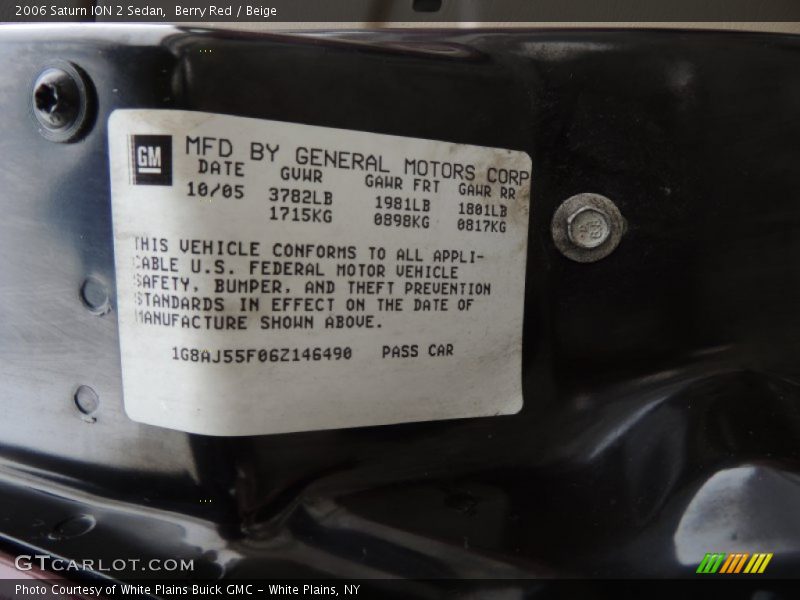 2006 Saturn ION 2 Sedan,  Berry Red / Beige
GM
MFD BY GENERAL MOTORS CORP
DATE GVWR GAWR FRT GAWR RR
10/05 3782LB 1981LB 1801LB
1715KG 0898KG 0817KG
THIS VEHICLE CONFORMS TO ALL APPLI-
CABLE U.S. FEDERAL MOTOR VEHICLE
SAFETY, BUMPER, AND THEFT PREVENTION
STANDARDS IN EFFECT ON THE DATE OF
MANUFACTURE SHOWN ABOVE.
1G8AJ55F06Z146490 PASS CAR
GTCARLOT.COM
Photo Courtesy of White Plains Buick GMC - White Plains, NY